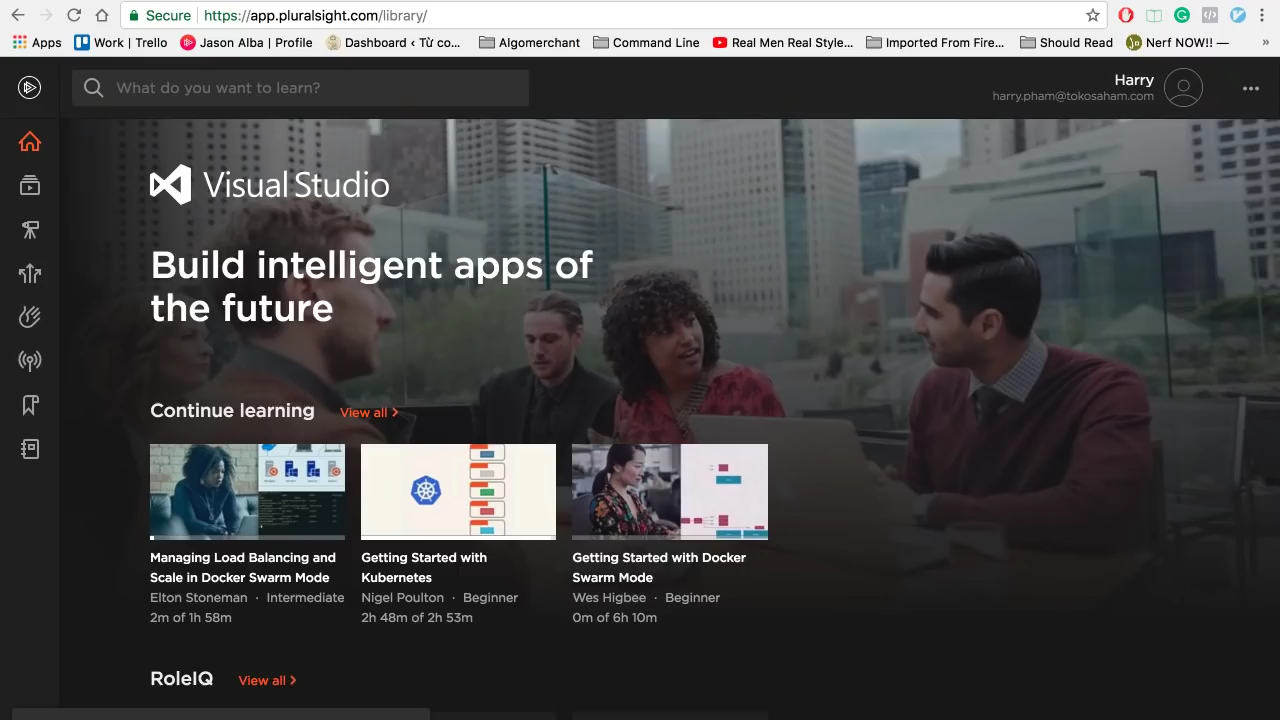 Secure
https://app.pluralsight.com/library/
Apps
Work | Trello
Jason Alba | Profile
Dashboard ‹ Từ co...
Algomerchant
Command Line
Real Men Real Style...
Imported From Fire...
Should Read
Nerf NOW!! —
»
What do you want to learn?
Harry
harry.pham@tokosaham.com
Visual Studio
Build intelligent apps of
the future
Continue learning
View all >
Managing Load Balancing and
Scale in Docker Swarm Mode
Elton Stoneman · Intermediate
2m of 1h 58m
Getting Started with
Kubernetes
Nigel Poulton · Beginner
2h 48m of 2h 53m
Getting Started with Docker
Swarm Mode
Wes Higbee · Beginner
0m of 6h 10m
RoleIQ
View all >